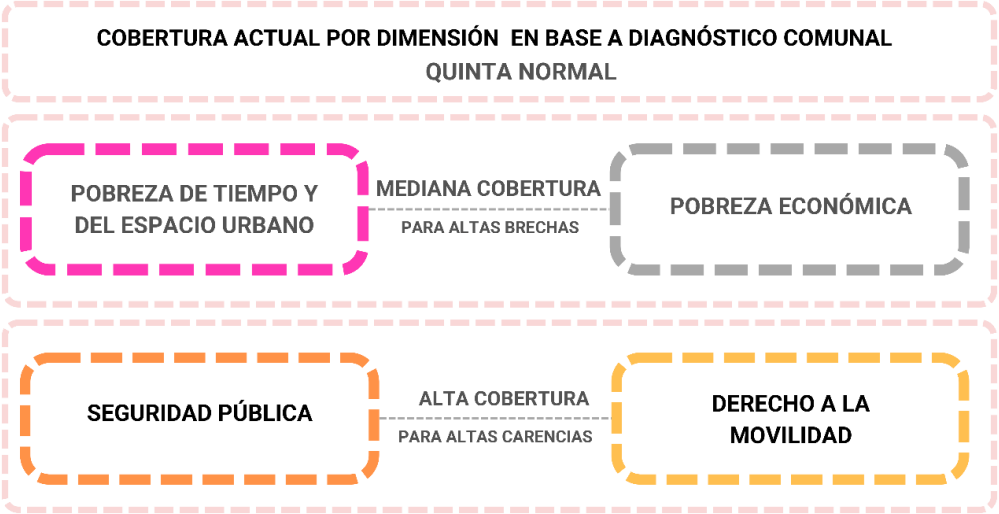 COBERTURA ACTUAL POR DIMENSIÓN EN BASE A DIAGNÓSTICO COMUNAL
QUINTA NORMAL
POBREZA DE TIEMPO Y
DEL ESPACIO URBANO
MEDIANA COBERTURA
PARA ALTAS BRECHAS
POBREZA ECONÓMICA
SEGURIDAD PÚBLICA
ALTA COBERTURA
PARA ALTAS CARENCIAS
DERECHO A LA
MOVILIDAD